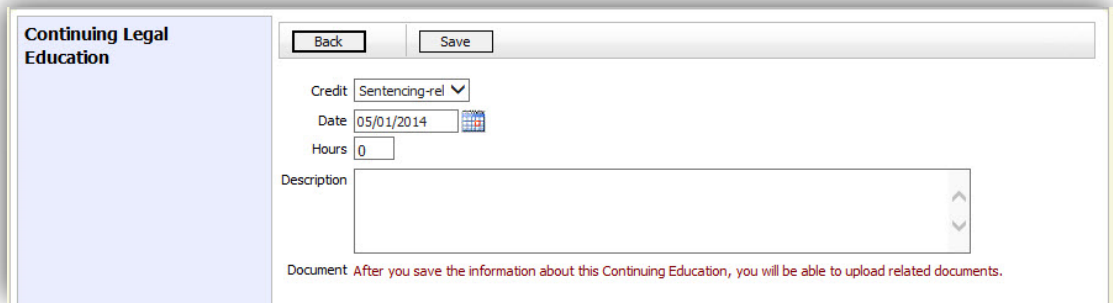 Continuing Legal
Education
Back Save
Credit Sentencing-rel
Date 05/01/2014
Hours 0
Description
Document After you save the information about this Continuing Education, you will be able to upload related documents.